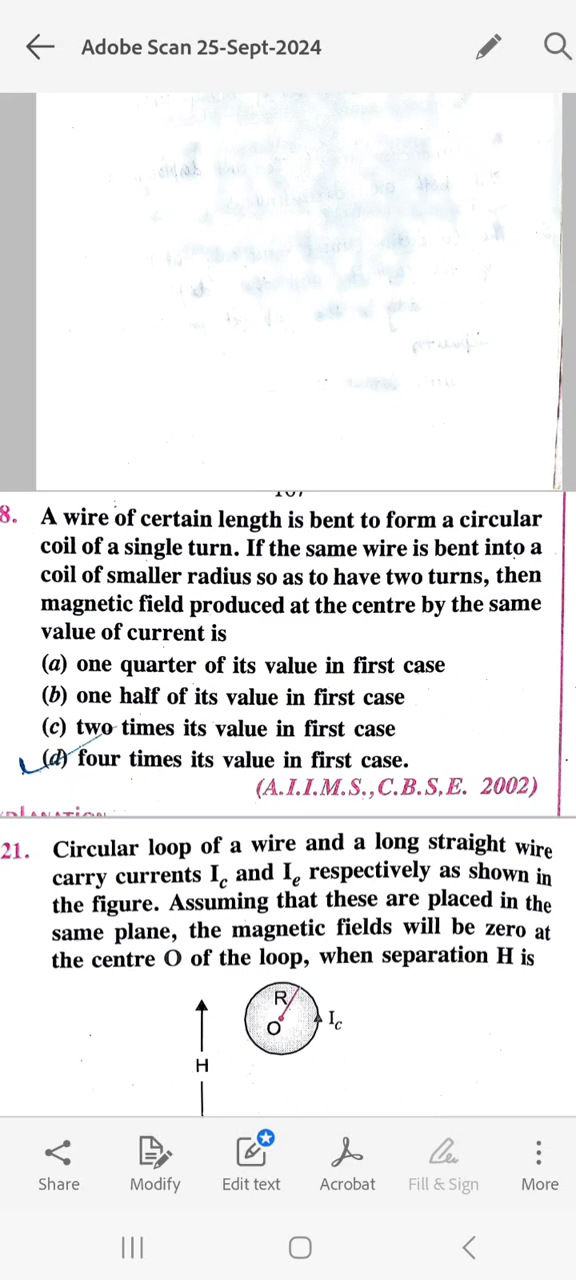 Adobe Scan 25-Sept-2024
8. A wire of certain length is bent to form a circular
coil of a single turn. If the same wire is bent into a
coil of smaller radius so as to have two turns, then
magnetic field produced at the centre by the same
value of current is
(a) one quarter of its value in first case
(b) one half of its value in first case
(c) two times its value in first case
(d) four times its value in first case.
(A.I.I.M.S.,C.B.S.E. 2002)
21. Circular loop of a wire and a long straight wire
carry currents Ic and Ie respectively as shown in
the figure. Assuming that these are placed in the
same plane, the magnetic fields will be zero at
the centre O of the loop, when separation H is
R
O
Ic
H
Share Modify Edit text Acrobat Fill & Sign More